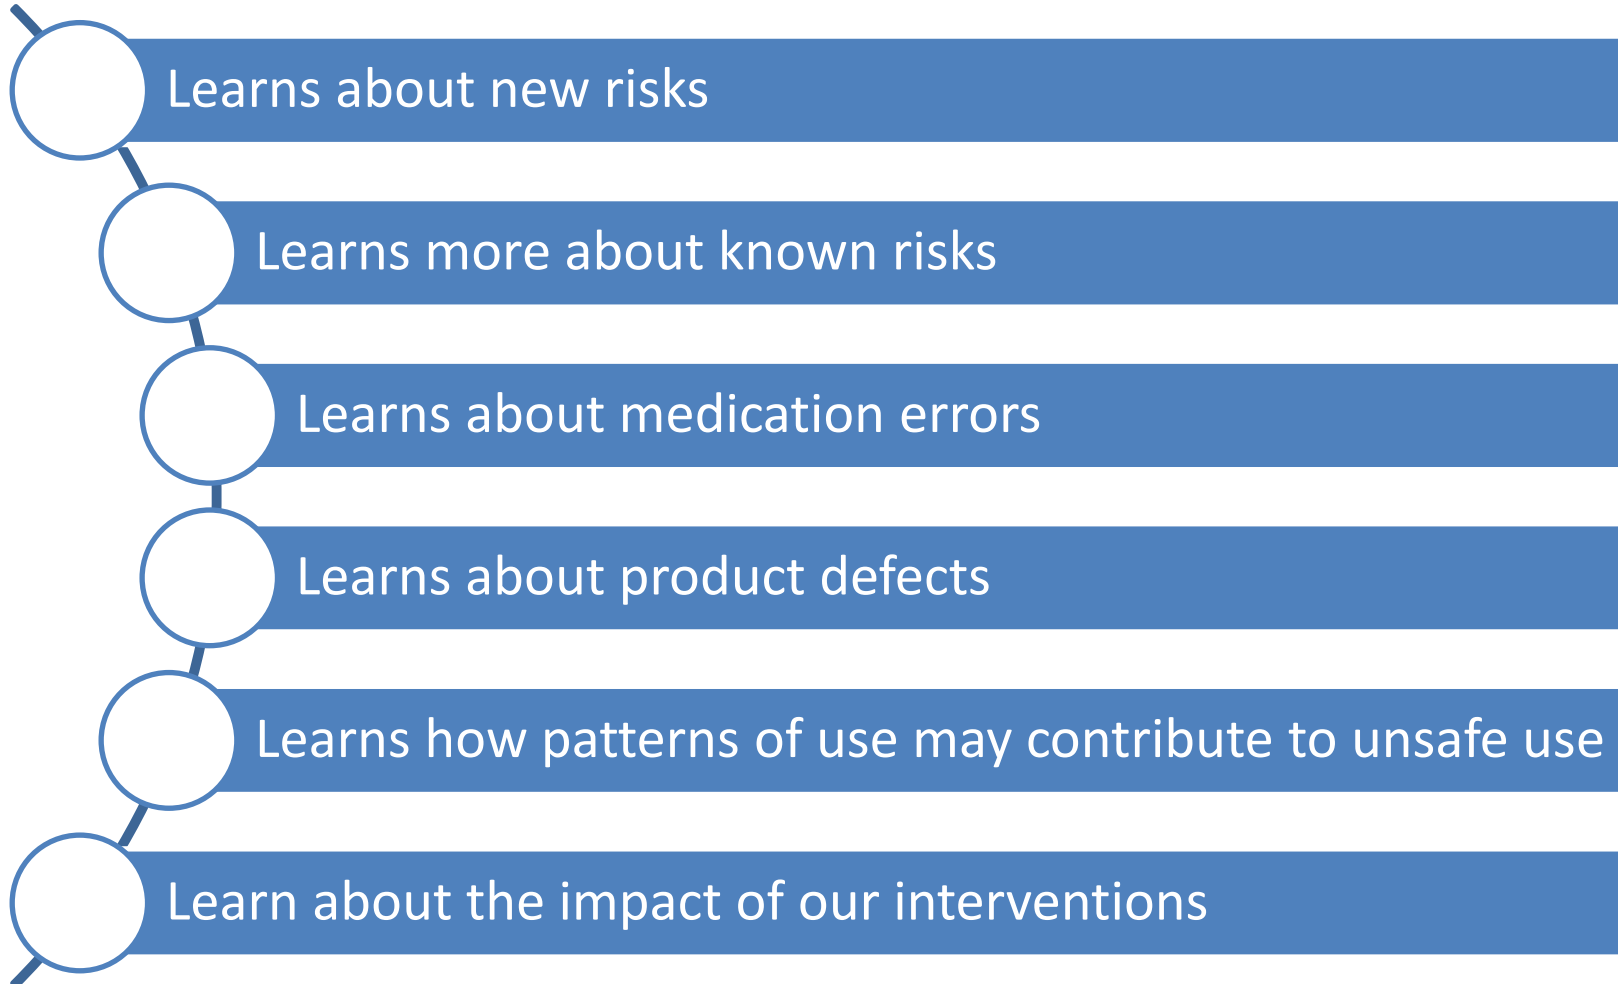 Learns about new risks
Learns more about known risks
Learns about medication errors
Learns about product defects
Learns how patterns of use may contribute to unsafe use
Learn about the impact of our interventions